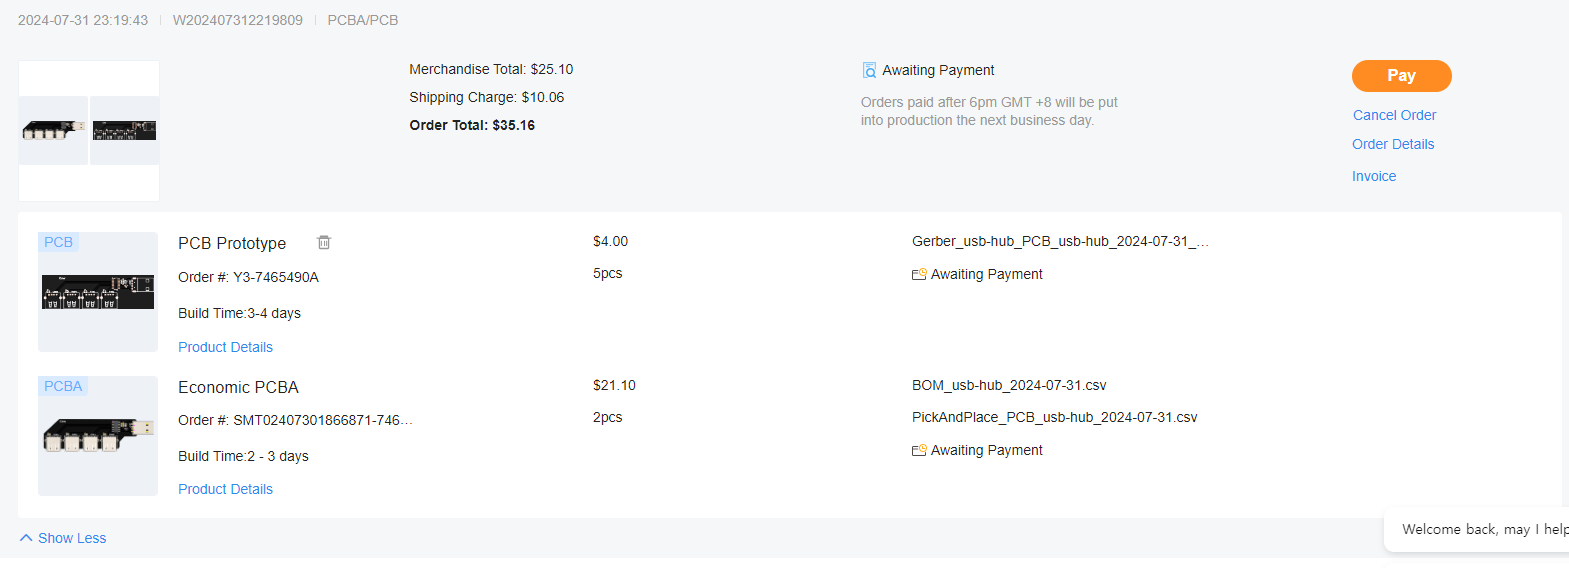 2024-07-31 23:19:43 | W202407312219809 | PCBA/PCB
Merchandise Total: $25.10
Shipping Charge: $10.06
Order Total: $35.16
Awaiting Payment
Orders paid after 6pm GMT +8 will be put
into production the next business day.
Pay
Cancel Order
Order Details
Invoice
PCB
PCB Prototype
Order #: Y3-7465490A
Build Time:3-4 days
Product Details
$4.00
5pcs
Gerber_usb-hub_PCB_usb-hub_2024-07-31_…
Awaiting Payment
PCBA
Economic PCBA
Order #: SMT02407301866871-746…
Build Time:2 - 3 days
Product Details
$21.10
2pcs
BOM_usb-hub_2024-07-31.csv
PickAndPlace_PCB_usb-hub_2024-07-31.csv
Awaiting Payment
Show Less
Welcome back, may I help